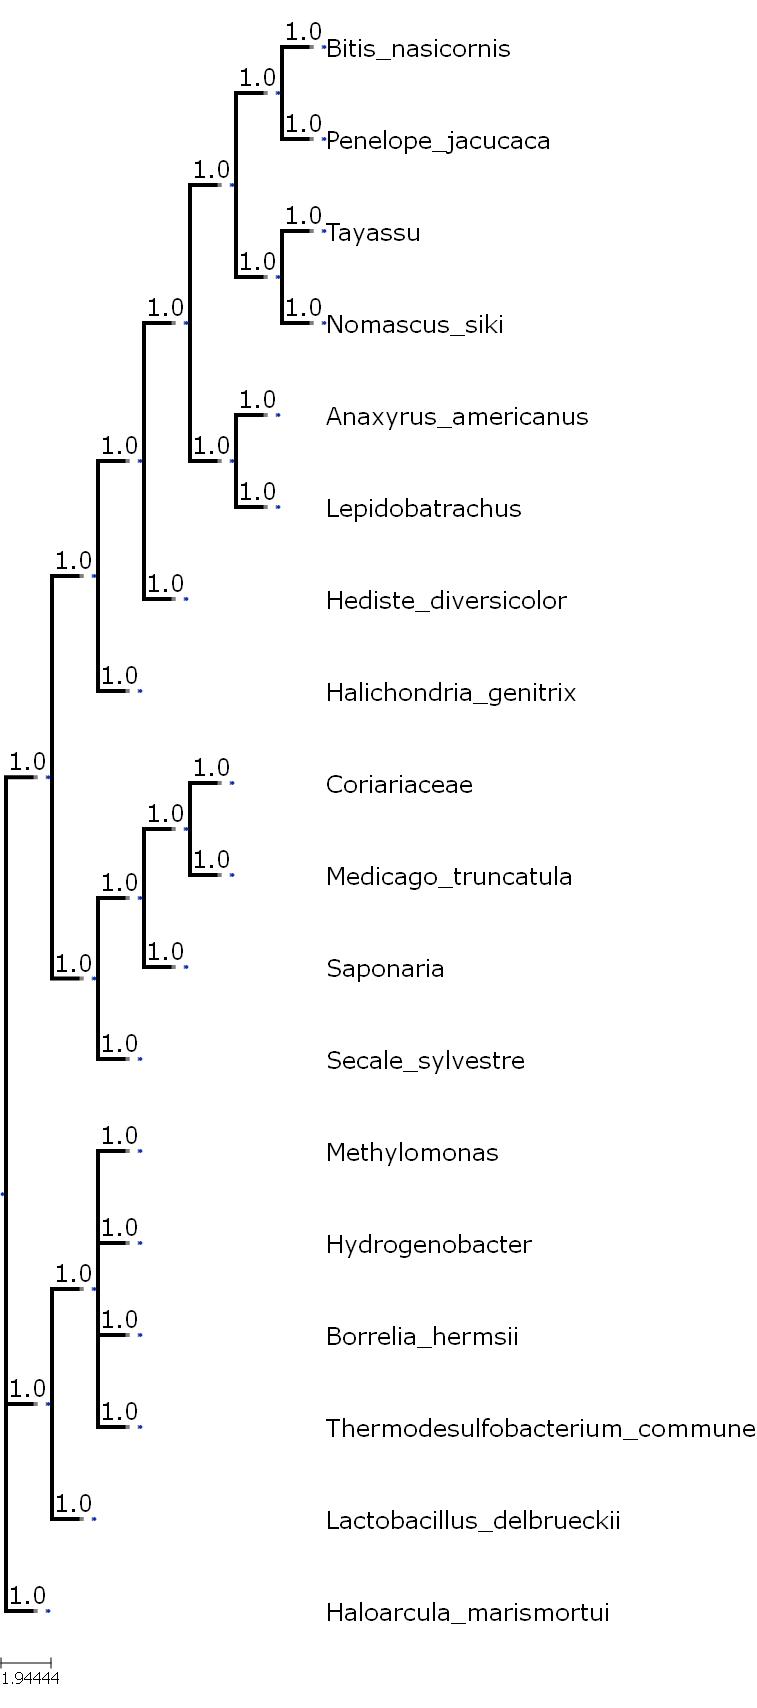 1.0
Bitis_nasicornis
1.0
1.0
Penelope_jacucaca
1.0
1.0
Tayassu
1.0
1.0
Nomascus_siki
1.0
1.0
Anaxyrus_americanus
1.0
1.0
1.0
Lepidobatrachus
1.0
1.0
Hediste_diversicolor
1.0
Halichondria_genitrix
1.0
1.0
Coriariaceae
1.0
1.0
Medicago_truncatula
1.0
1.0
Saponaria
1.0
1.0
Secale_sylvestre
1.0
Methylomonas
1.0
Hydrogenobacter
1.0
1.0
Borrelia_hermsii
1.0
1.0
Thermodesulfobacterium_commune
1.0
Lactobacillus_delbrueckii
1.0
Haloarcula_marismortui
1.94444